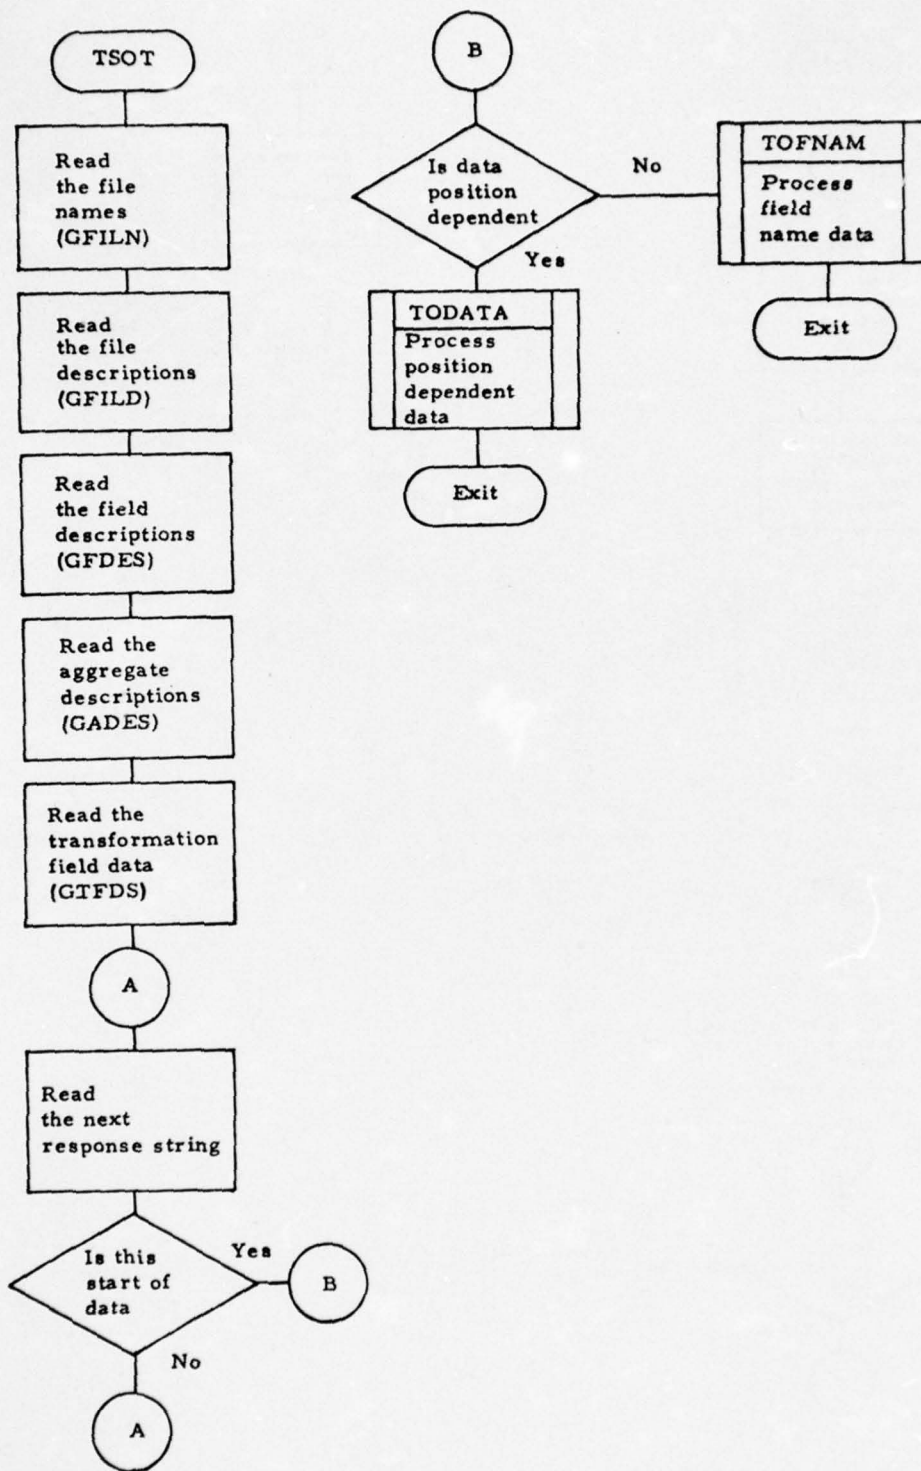 TSOT
Read
the file
names
(GFILN)
Read
the file
descriptions
(GFILD)
Read
the field
descriptions
(GFDES)
Read the
aggregate
descriptions
(GADES)
Read the
transformation
field data
(GTFDS)
A
Read
the next
response string
Is this
start of
data
Yes
B
No
A
B
Is data
position
dependent
No
TOFNAM
Process
field
name data
Exit
Yes
TODATA
Process
position
dependent
data
Exit